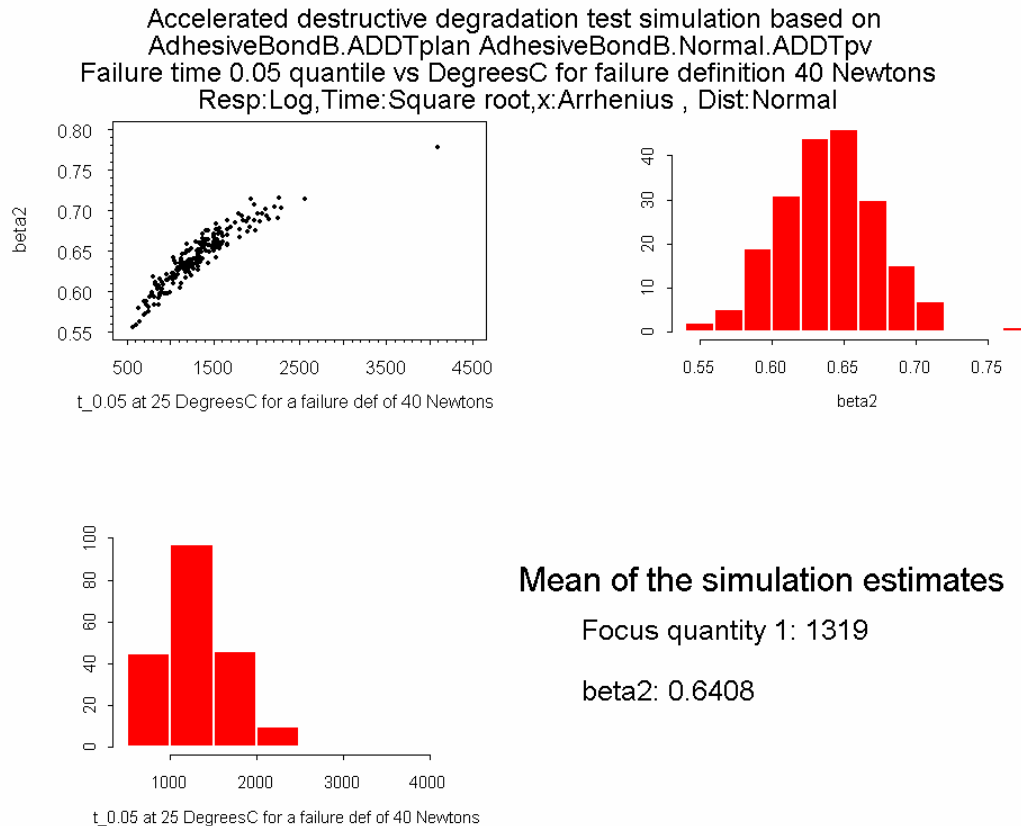 Accelerated destructive degradation test simulation based on
AdhesiveBondB.ADDTplan AdhesiveBondB.Normal.ADDTpv
Failure time 0.05 quantile vs DegreesC for failure definition 40 Newtons
Resp:Log,Time:Square root,x:Arrhenius , Dist:Normal
0.80
0.75
0.70
0.65
0.60
0.55
beta2
500 1500 2500 3500 4500
t_0.05 at 25 DegreesC for a failure def of 40 Newtons
40
30
20
10
0
0.55 0.60 0.65 0.70 0.75
beta2
100
80
60
40
20
0
1000 2000 3000 4000
t_0.05 at 25 DegreesC for a failure def of 40 Newtons
Mean of the simulation estimates
Focus quantity 1: 1319
beta2: 0.6408